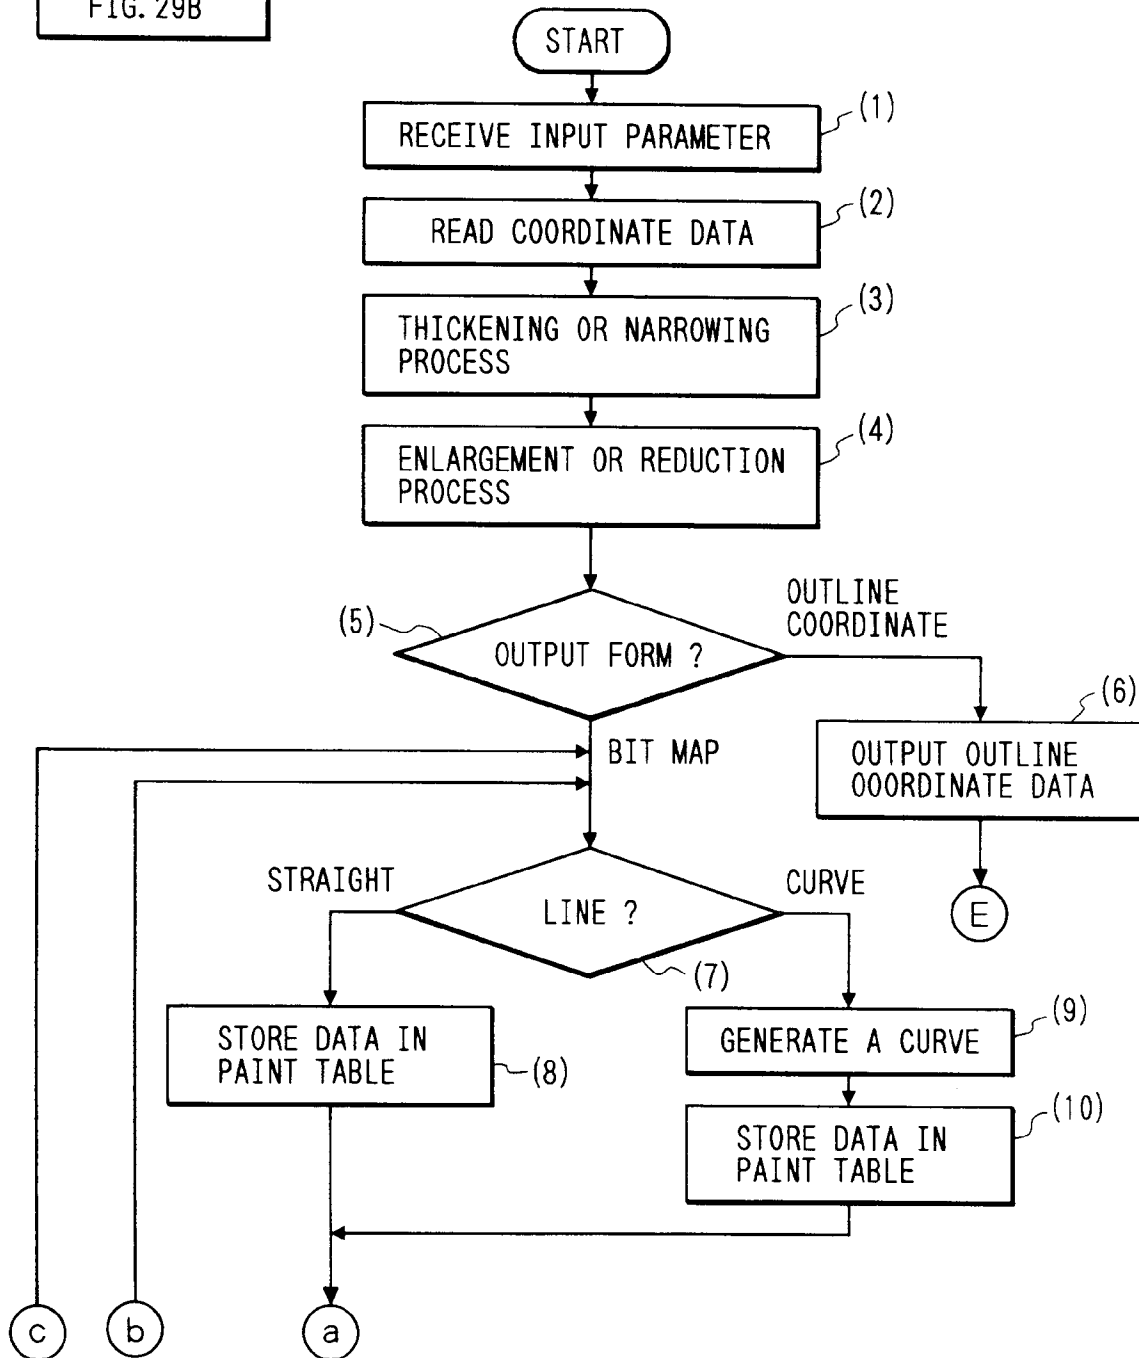 FIG. 29B
START
RECEIVE INPUT PARAMETER
(1)
READ COORDINATE DATA
(2)
THICKENING OR NARROWING
PROCESS
(3)
ENLARGEMENT OR REDUCTION
PROCESS
(4)
OUTPUT FORM ?
(5)
OUTLINE
COORDINATE
BIT MAP
OUTPUT OUTLINE
OOORDINATE DATA
(6)
E
LINE ?
(7)
STRAIGHT
CURVE
STORE DATA IN
PAINT TABLE
(8)
GENERATE A CURVE
(9)
STORE DATA IN
PAINT TABLE
(10)
c
b
a